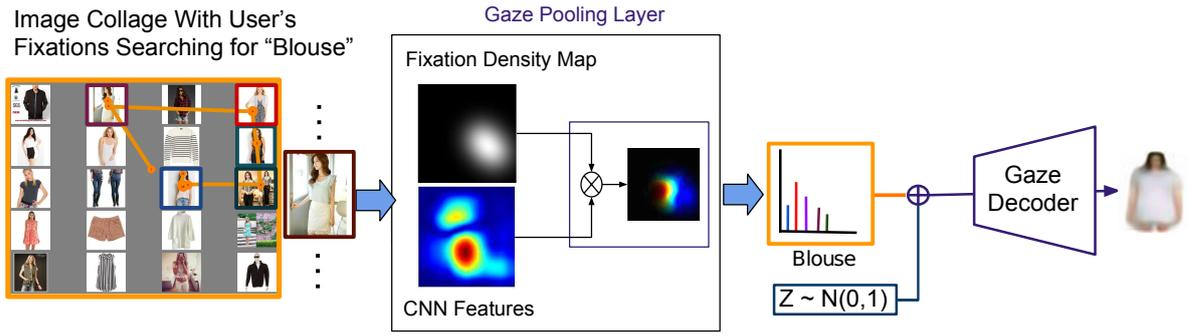 Image Collage With User's
Fixations Searching for “Blouse”
Gaze Pooling Layer
Fixation Density Map
CNN Features
Blouse
Z ~ N(0,1)
Gaze
Decoder